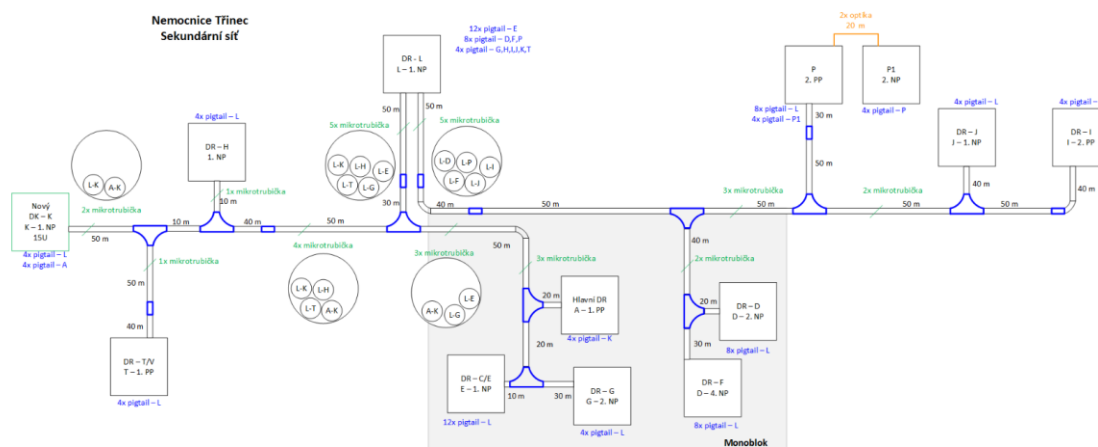 Nemocnice Třinec
Sekundární síť
12x pigtail – E
8x pigtail – D,F,P
4x pigtail – G,H,I,J,K,T
DR - L
L – 1. NP
2x optika
20 m
P
2. PP
P1
2. NP
8x pigtail – L
4x pigtail – P1
4x pigtail – P
30 m
50 m
4x pigtail – L
DR – J
J – 1. NP
40 m
4x pigtail – L
DR – I
I – 2. PP
40 m
4x pigtail – L
DR – H
1. NP
1x mikrotrubička
10 m
50 m
50 m
5x mikrotrubička
5x mikrotrubička
L-K
L-H
L-E
L-T
L-G
L-D
L-P
L-I
L-F
L-J
30 m
L-K
A-K
Nový
DK – K
K – 1. NP
15U
4x pigtail – L
4x pigtail – A
2x mikrotrubička
50 m
10 m
40 m
50 m
4x mikrotrubička
40 m
50 m
3x mikrotrubička
50 m
2x mikrotrubička
50 m
50 m
3x mikrotrubička
50 m
3x mikrotrubička
1x mikrotrubička
50 m
40 m
DR – T/V
T – 1. PP
4x pigtail – L
L-K
L-H
L-T
A-K
L-E
A-K
L-G
20 m
Hlavní DR
A – 1. PP
4x pigtail – K
20 m
DR – C/E
E – 1. NP
12x pigtail – L
10 m
30 m
DR – G
G – 2. NP
4x pigtail – L
40 m
2x mikrotrubička
20 m
DR – D
D – 2. NP
8x pigtail – L
30 m
DR – F
D – 4. NP
8x pigtail – L
Monoblok